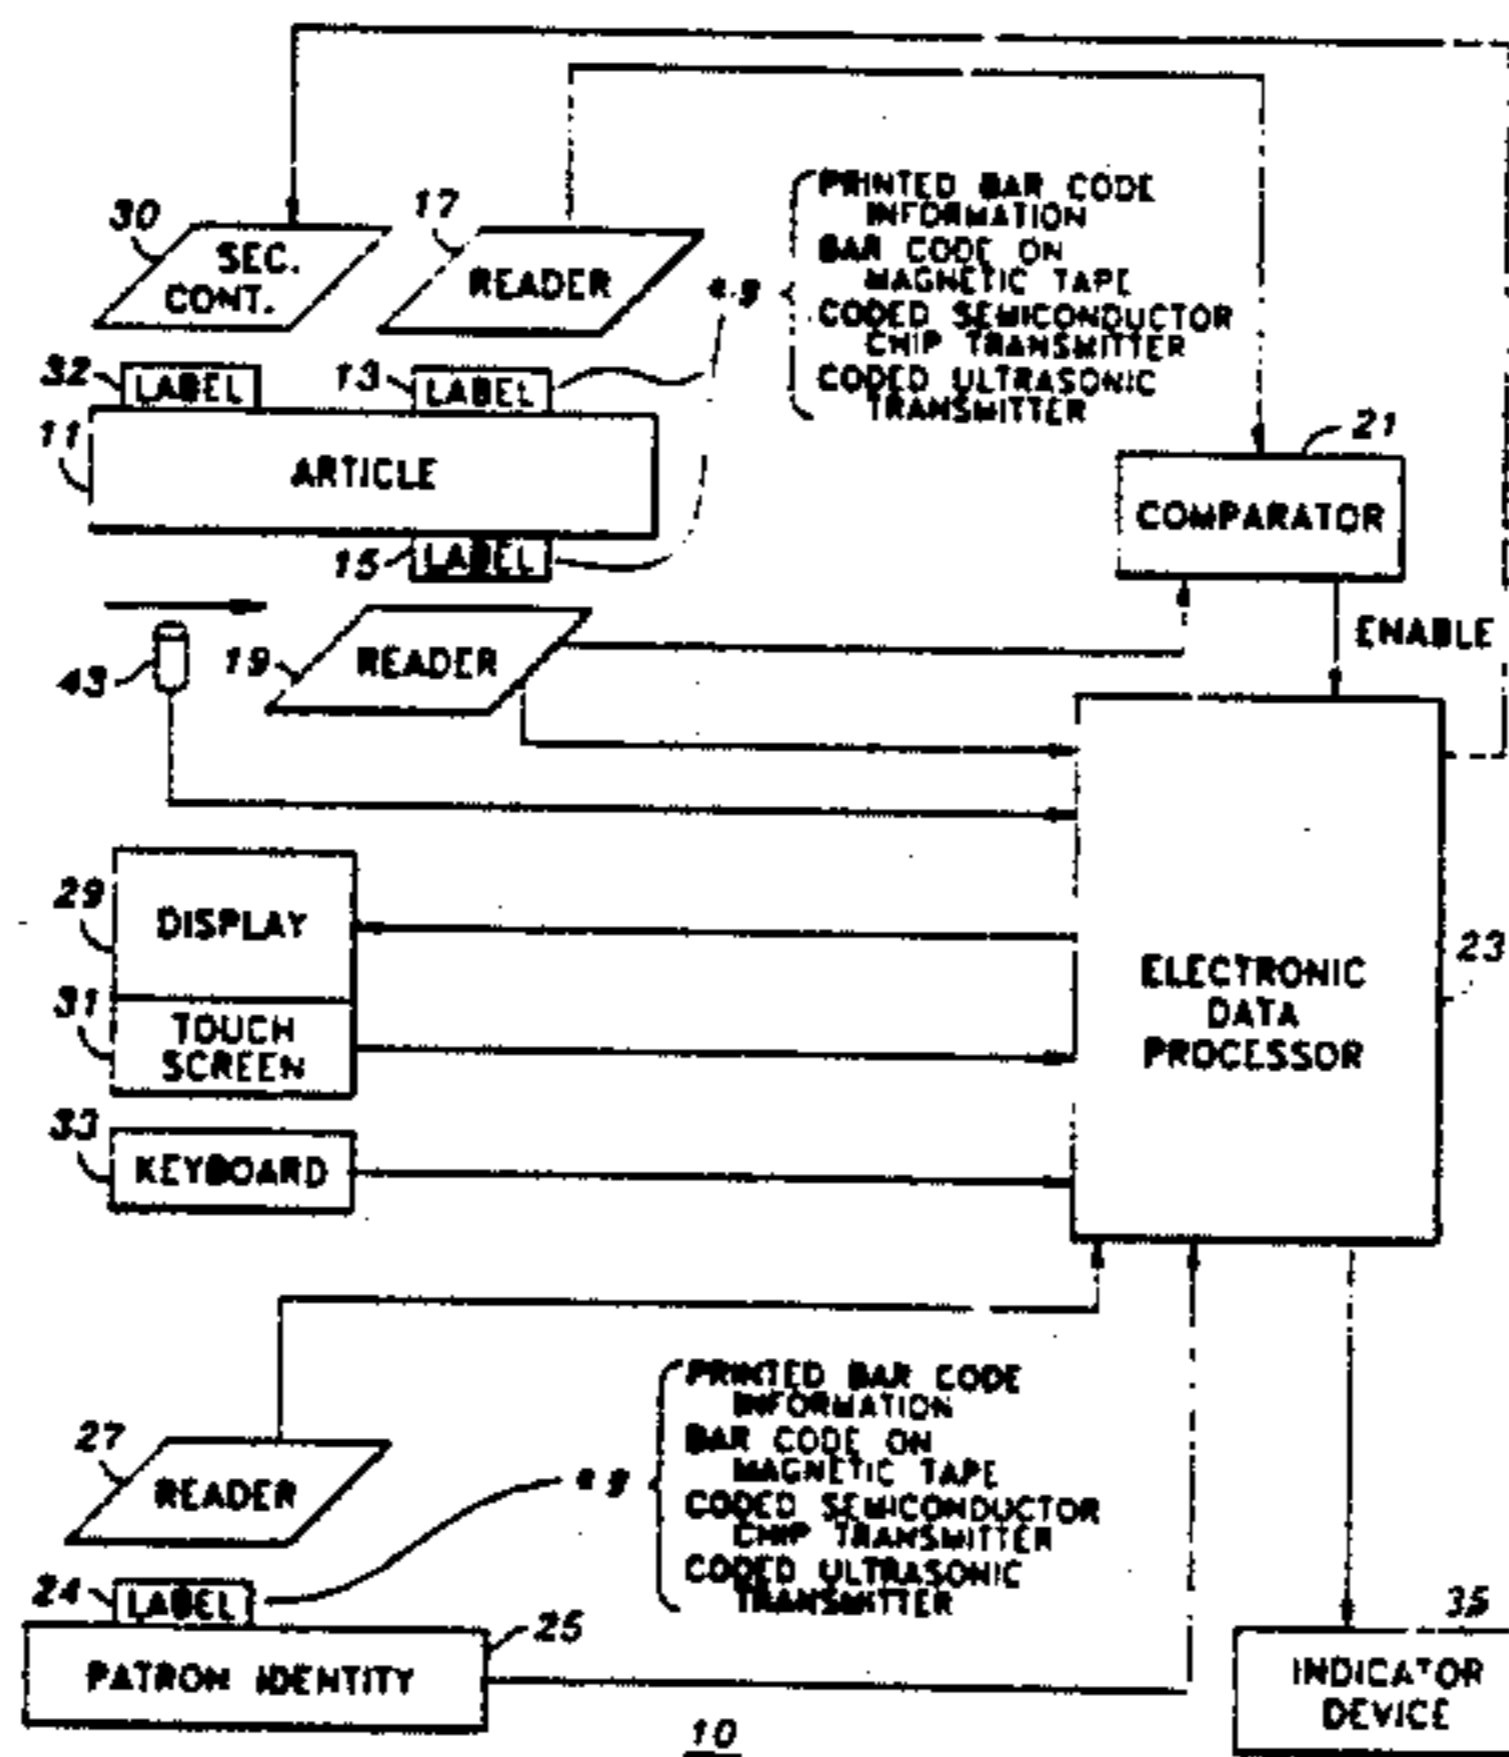 30
SEC.
CONT.
17
READER
e.g
PRINTED BAR CODE
INFORMATION
BAR CODE ON
MAGNETIC TAPE
CODED SEMICONDUCTOR
CHIP TRANSMITTER
CODED ULTRASONIC
TRANSMITTER
32
LABEL
13
LABEL
11
ARTICLE
15
LABEL
21
COMPARATOR
ENABLE
43
19
READER
29
DISPLAY
31
TOUCH
SCREEN
33
KEYBOARD
23
ELECTRONIC
DATA
PROCESSOR
27
READER
e g
PRINTED BAR CODE
INFORMATION
BAR CODE ON
MAGNETIC TAPE
CODED SEMICONDUCTOR
CHIP TRANSMITTER
CODED ULTRASONIC
TRANSMITTER
24
LABEL
25
PATRON IDENTITY
35
INDICATOR
DEVICE
10